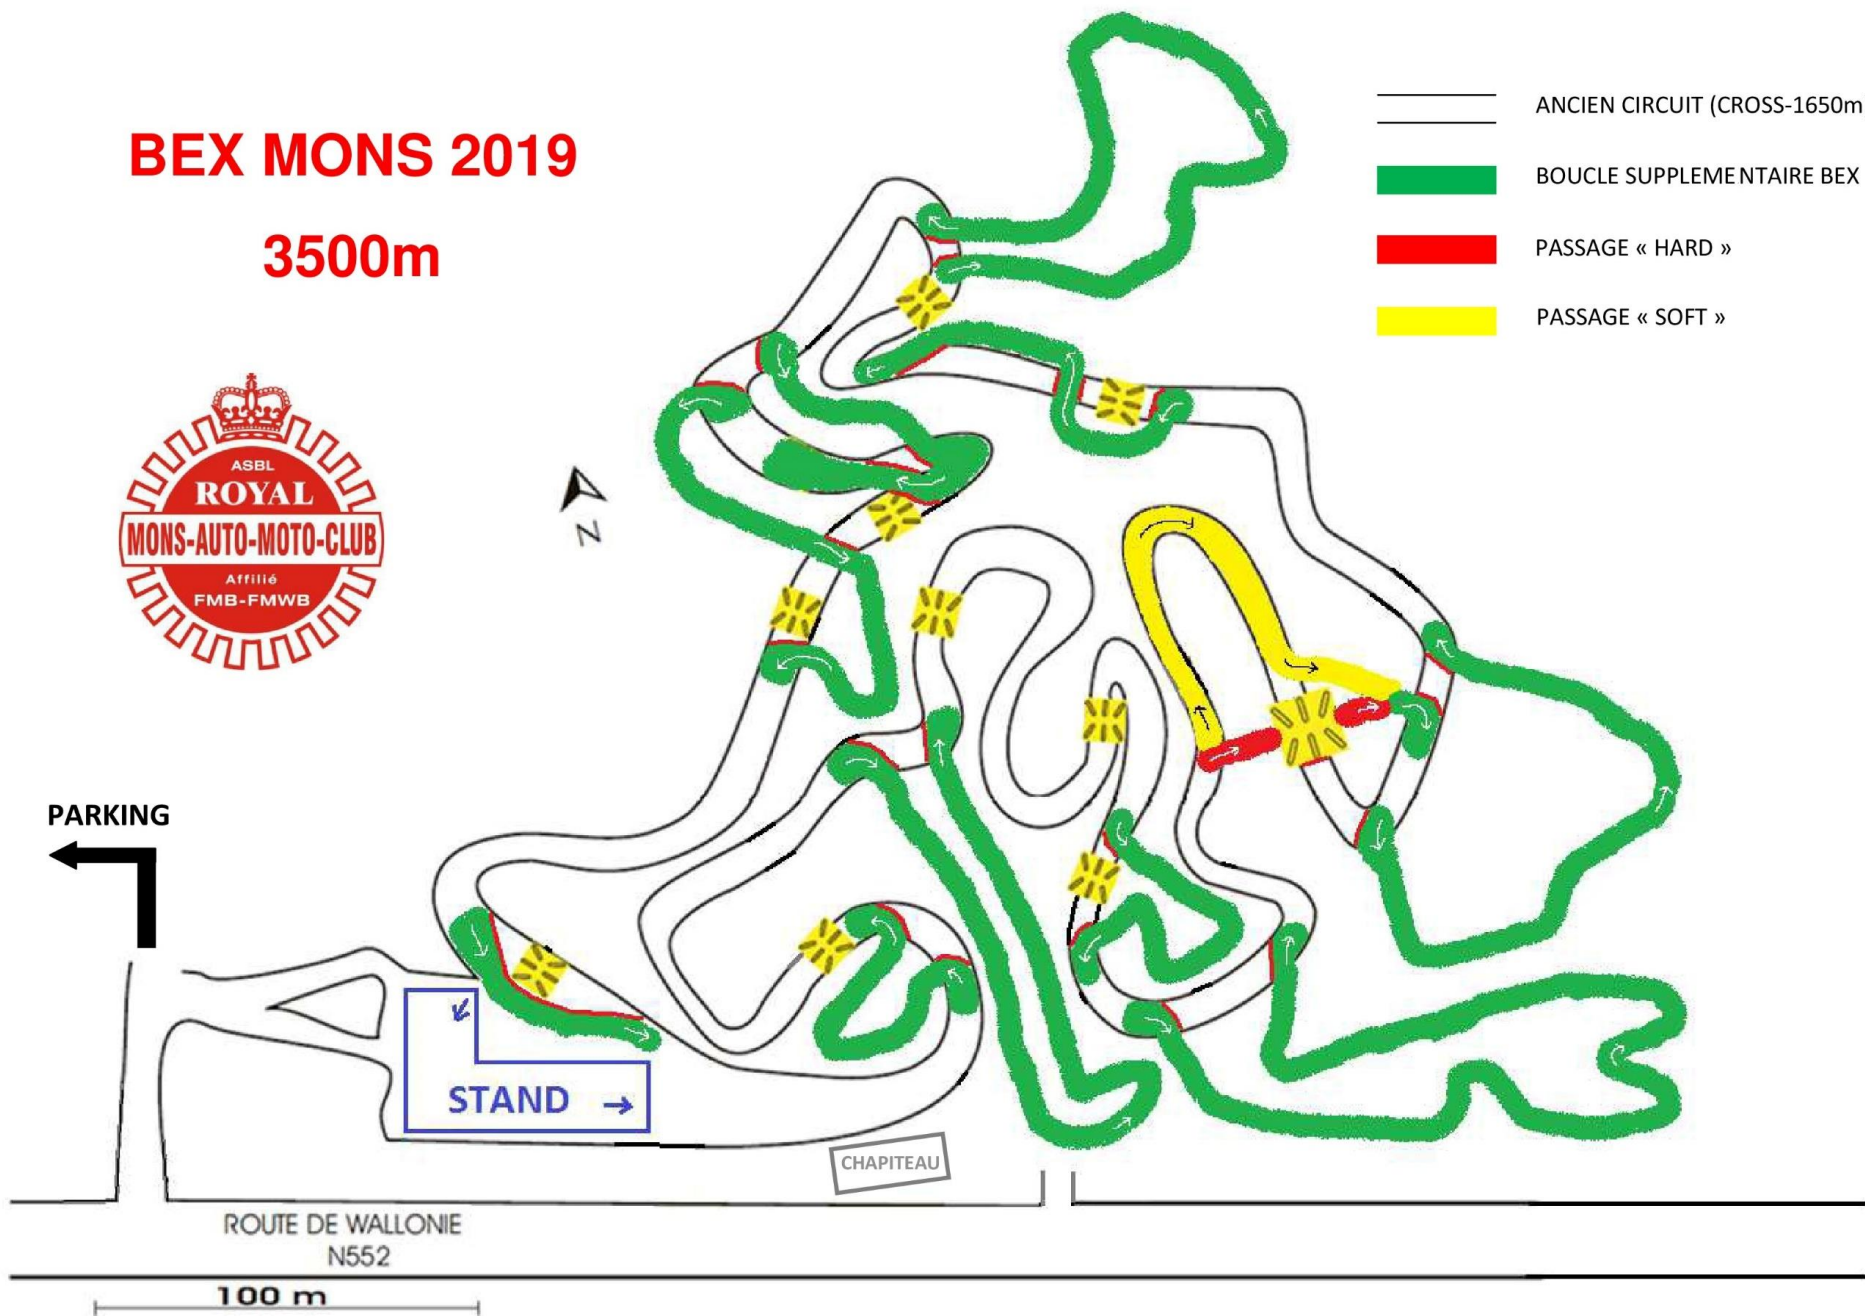 BEX MONS 2019
3500m
ANCIEN CIRCUIT (CROSS-1650m
BOUCLE SUPPLEMENTAIRE BEX
PASSAGE « HARD »
PASSAGE « SOFT »
ASBL
ROYAL
MONS-AUTO-MOTO-CLUB
Affilié
FMB-FMWB
N
PARKING
STAND
CHAPITEAU
ROUTE DE WALLONIE
N552
100 m